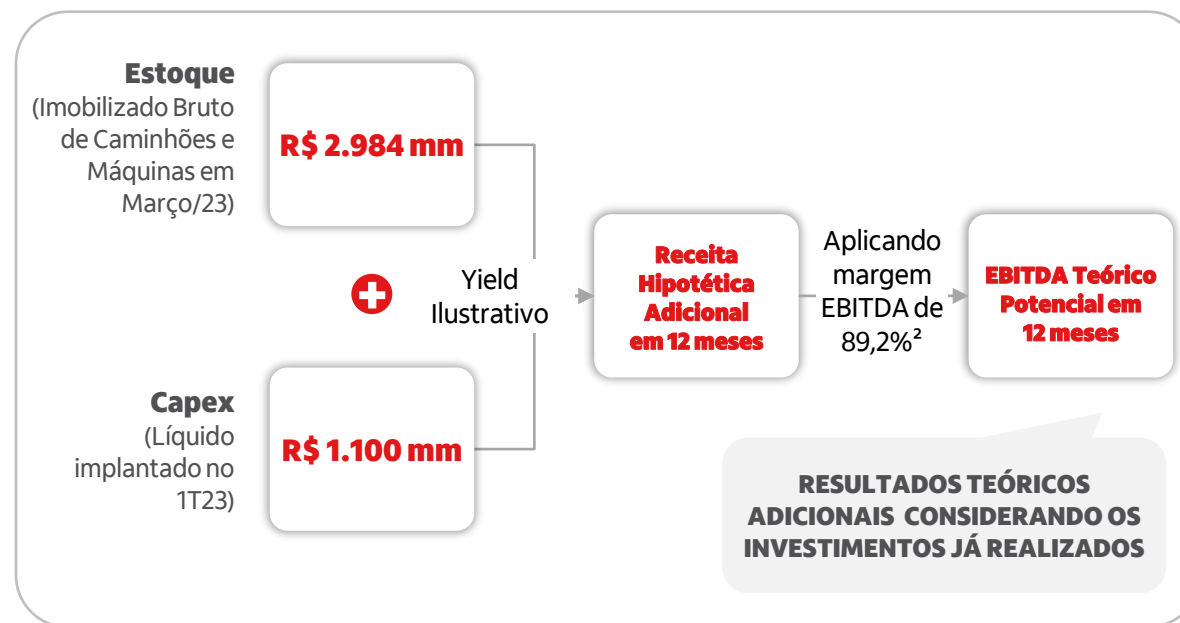 Estoque
(Imobilizado Bruto
de Caminhões e
Máquinas em
Março/23)
R$ 2.984 mm
Yield
Ilustrativo
Capex
(Líquido
implantado no
1T23)
R$ 1.100 mm
Receita
Hipotética
Adicional
em 12 meses
Aplicando
margem
EBITDA de
89,2%²
EBITDA Teórico
Potencial em
12 meses
RESULTADOS TEÓRICOS
ADICIONAIS CONSIDERANDO OS
INVESTIMENTOS JÁ REALIZADOS